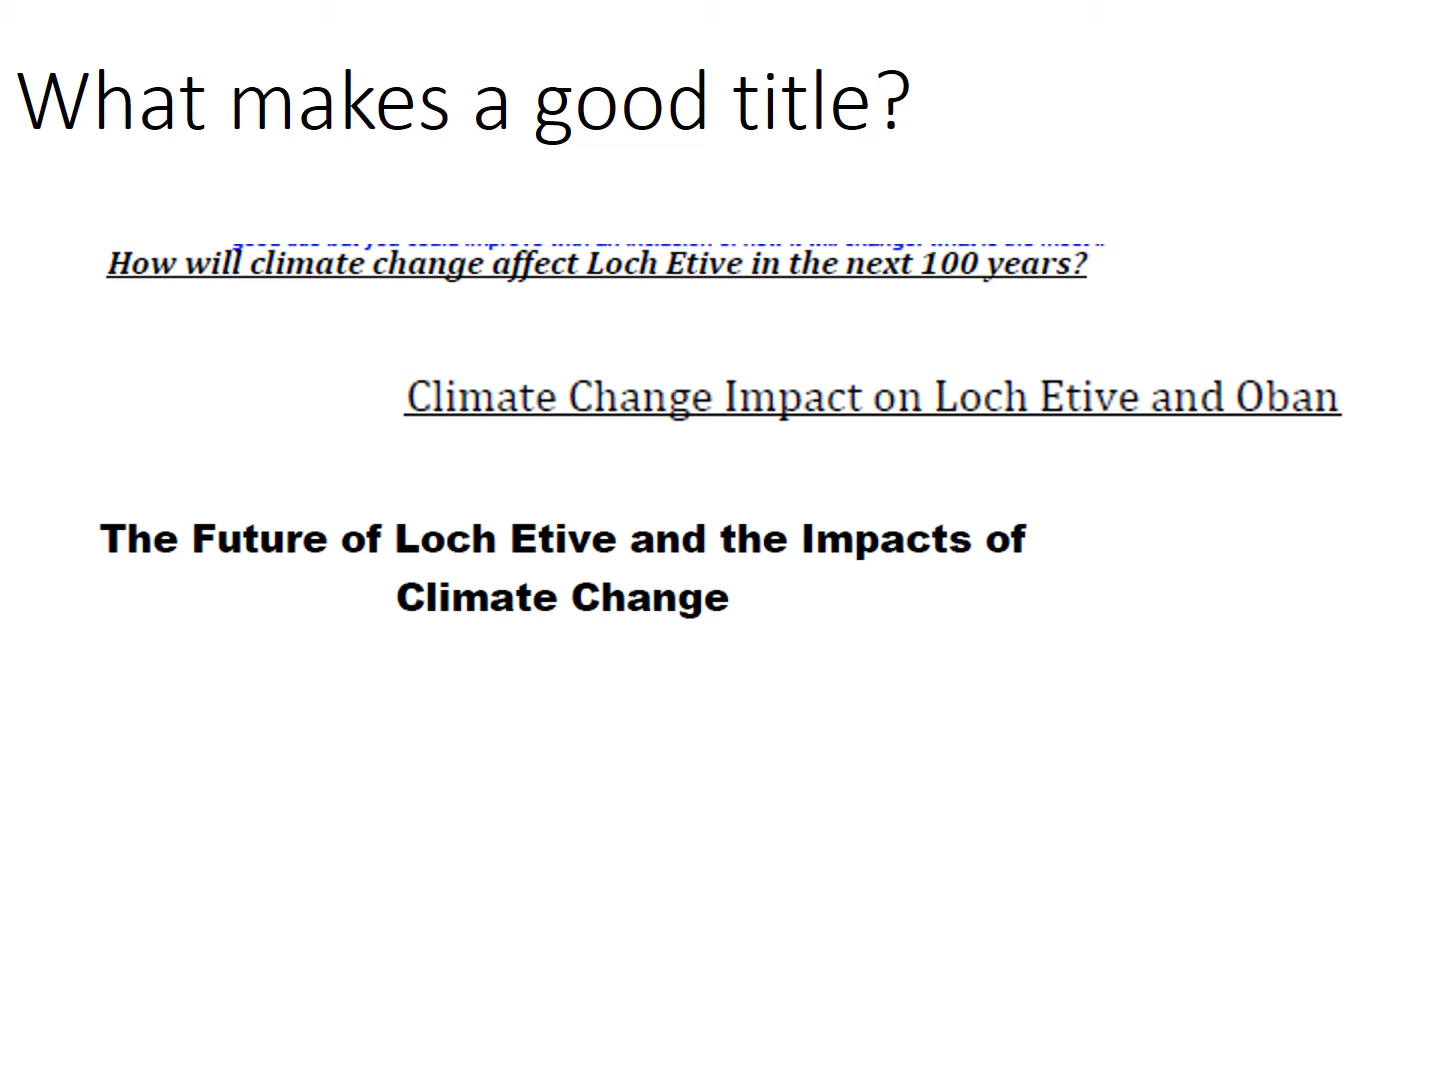 What makes a good title?
How will climate change affect Loch Etive in the next 100 years?
Climate Change Impact on Loch Etive and Oban
The Future of Loch Etive and the Impacts of
Climate Change